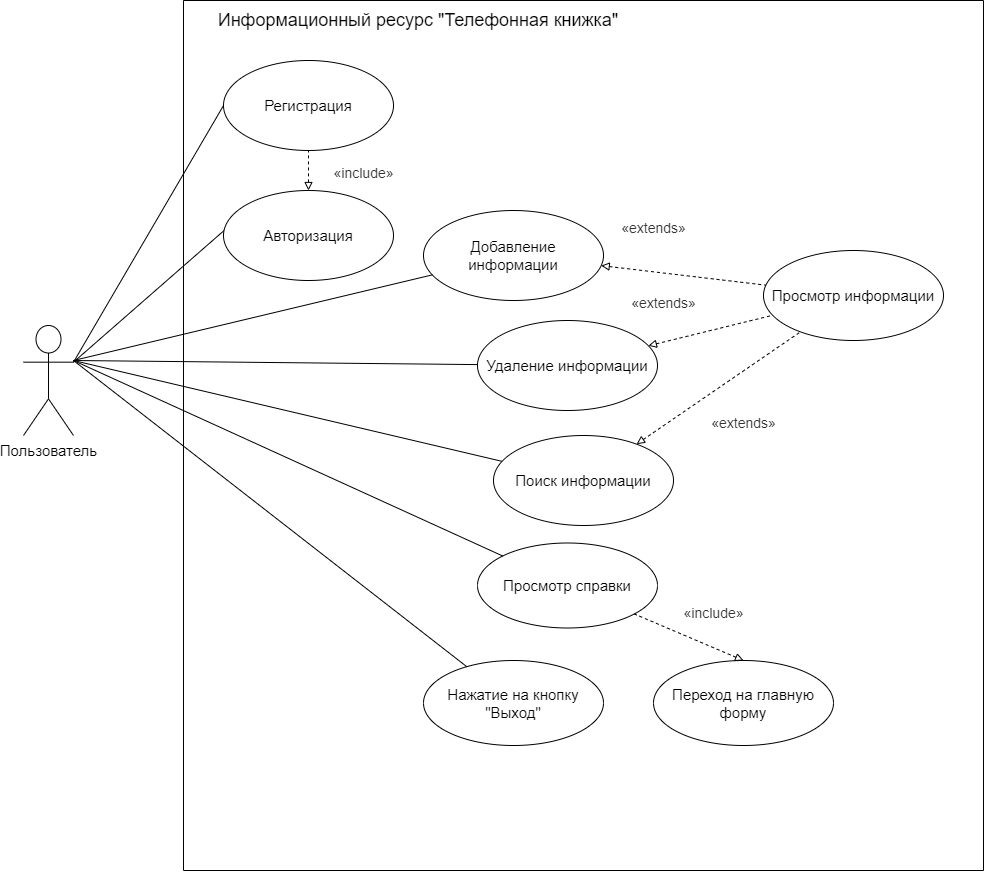 Информационный ресурс "Телефонная книжка"
Регистрация
«include»
Авторизация
Добавление
информации
«extends»
Просмотр информации
«extends»
Удаление информации
«extends»
Пользователь
Поиск информации
Просмотр справки
«include»
Нажатие на кнопку
"Выход"
Переход на главную
форму